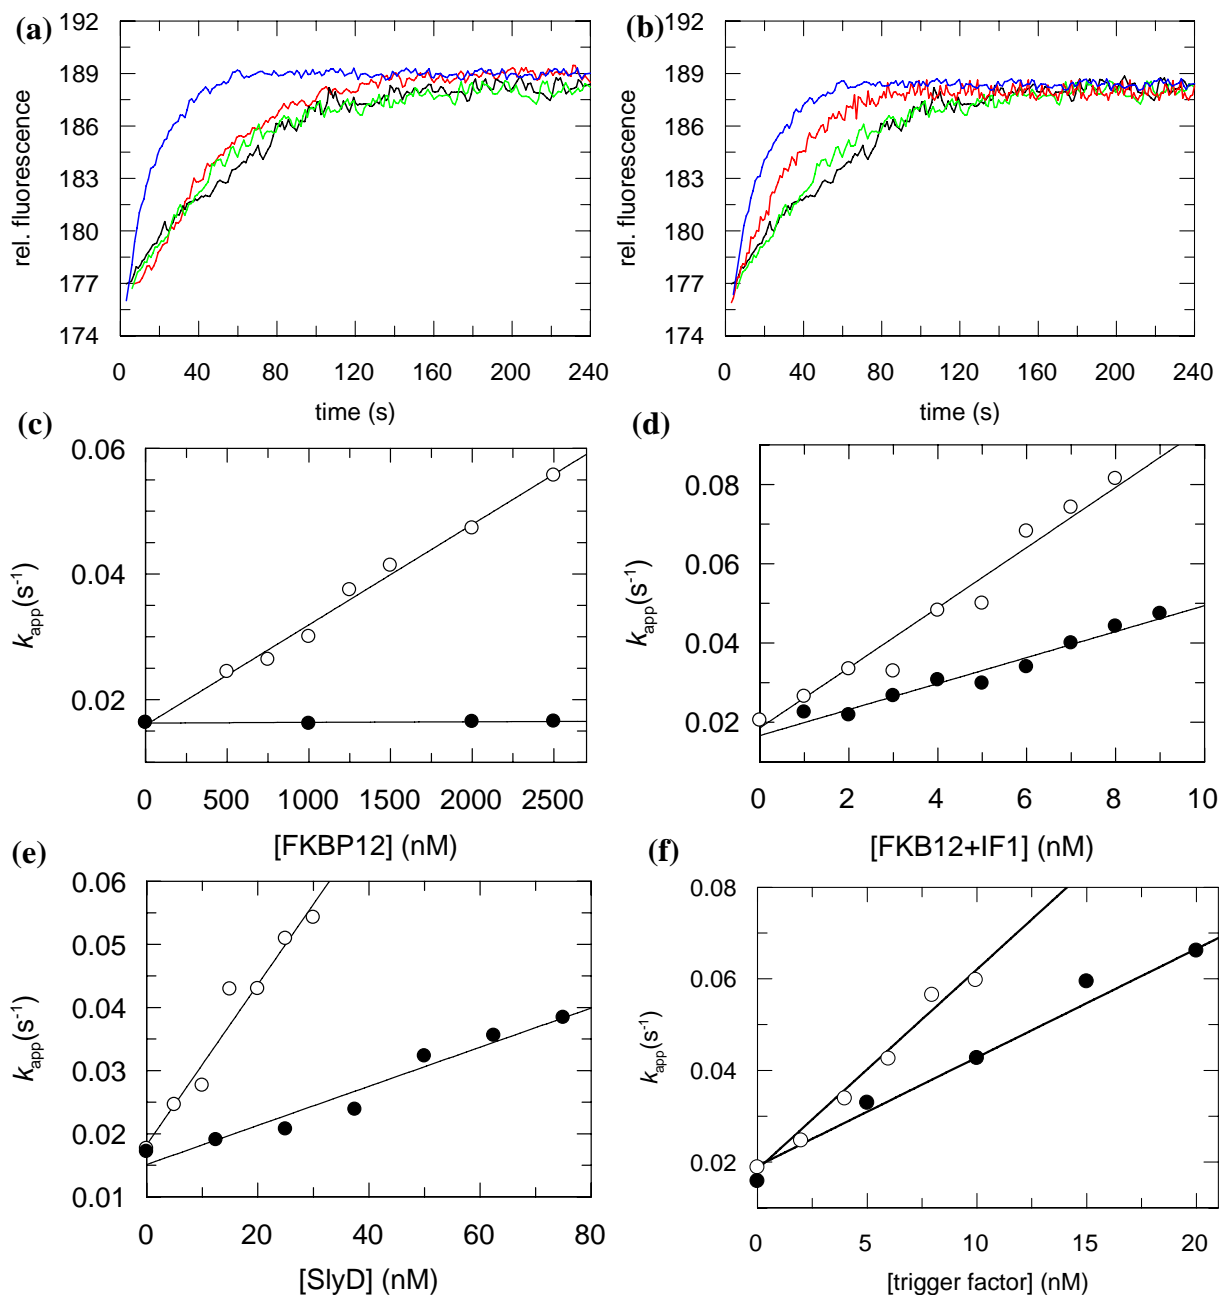 (a)
192
189
186
183
180
177
174
rel. fluorescence
0 40 80 120 160 200 240
time (s)
(b)
192
189
186
183
180
177
174
rel. fluorescence
0 40 80 120 160 200 240
time (s)
(c)
0.06
0.04
0.02
kapp(s-1)
0 500 1000 1500 2000 2500
[FKBP12] (nM)
(d)
0.08
0.06
0.04
0.02
kapp(s-1)
0 2 4 6 8 10
[FKB12+IF1] (nM)
(e)
0.06
0.05
0.04
0.03
0.02
0.01
kapp(s-1)
0 20 40 60 80
[SlyD] (nM)
(f)
0.08
0.06
0.04
0.02
kapp(s-1)
0 5 10 15 20
[trigger factor] (nM)